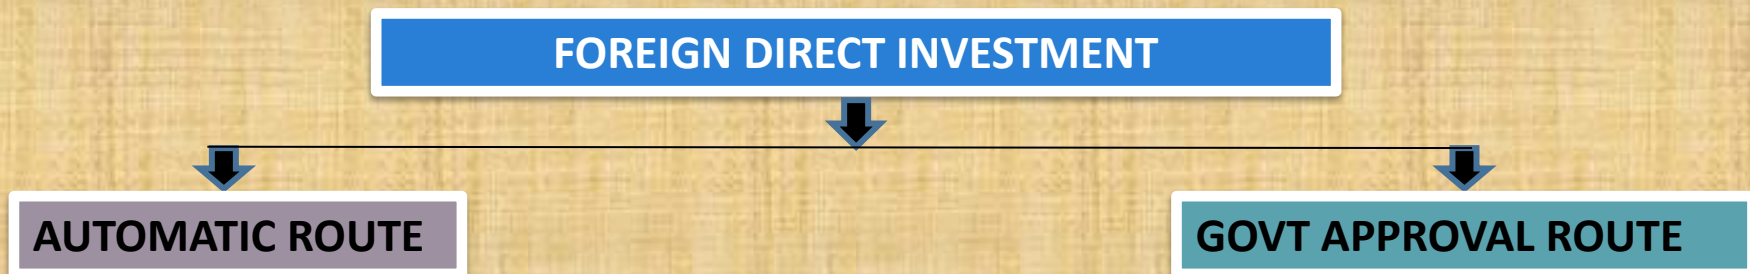 FOREIGN DIRECT INVESTMENT
AUTOMATIC ROUTE
GOVT APPROVAL ROUTE